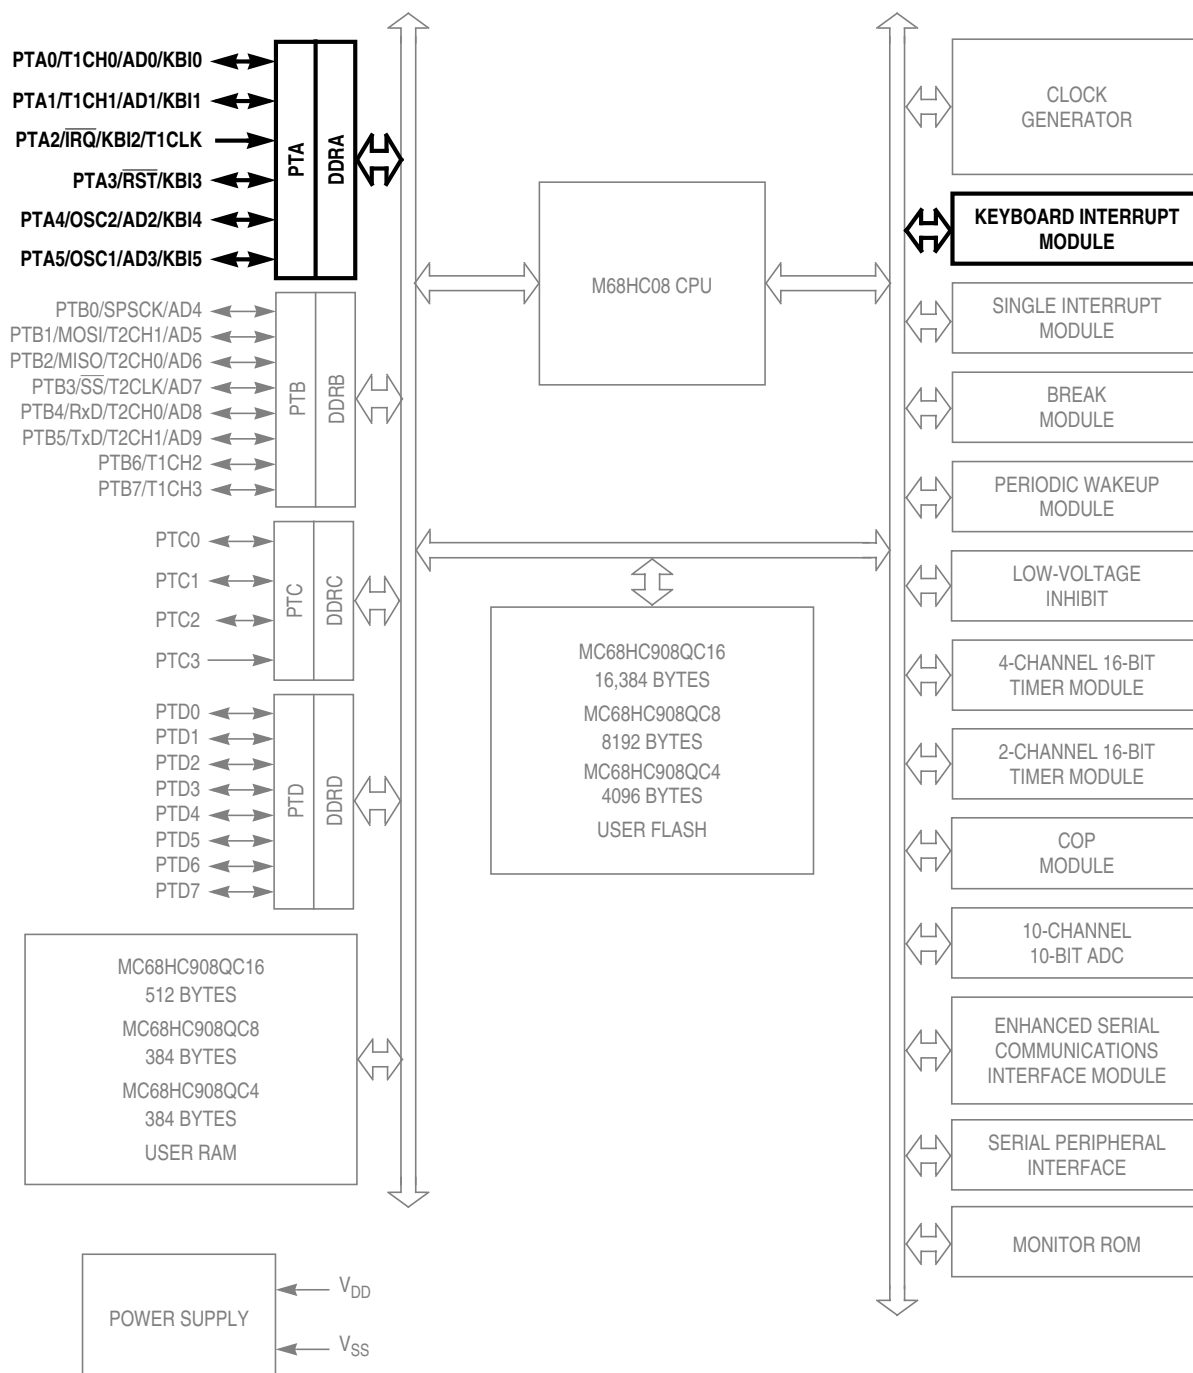 PTA0/T1CH0/AD0/KBI0
PTA1/T1CH1/AD1/KBI1
PTA2/IRQ/KBI2/T1CLK
PTA3/RST/KBI3
PTA4/OSC2/AD2/KBI4
PTA5/OSC1/AD3/KBI5
PTA
DDRA
PTB0/SPSCK/AD4
PTB1/MOSI/T2CH1/AD5
PTB2/MISO/T2CH0/AD6
PTB3/SS/T2CLK/AD7
PTB4/RxD/T2CH0/AD8
PTB5/TxD/T2CH1/AD9
PTB6/T1CH2
PTB7/T1CH3
PTB
DDRB
PTC0
PTC1
PTC2
PTC3
PTC
DDRC
PTD0
PTD1
PTD2
PTD3
PTD4
PTD5
PTD6
PTD7
PTD
DDRD
MC68HC908QC16
512 BYTES
MC68HC908QC8
384 BYTES
MC68HC908QC4
384 BYTES
USER RAM
POWER SUPPLY
VDD
VSS
M68HC08 CPU
MC68HC908QC16
16,384 BYTES
MC68HC908QC8
8192 BYTES
MC68HC908QC4
4096 BYTES
USER FLASH
CLOCK
GENERATOR
KEYBOARD INTERRUPT
MODULE
SINGLE INTERRUPT
MODULE
BREAK
MODULE
PERIODIC WAKEUP
MODULE
LOW-VOLTAGE
INHIBIT
4-CHANNEL 16-BIT
TIMER MODULE
2-CHANNEL 16-BIT
TIMER MODULE
COP
MODULE
10-CHANNEL
10-BIT ADC
ENHANCED SERIAL
COMMUNICATIONS
INTERFACE MODULE
SERIAL PERIPHERAL
INTERFACE
MONITOR ROM